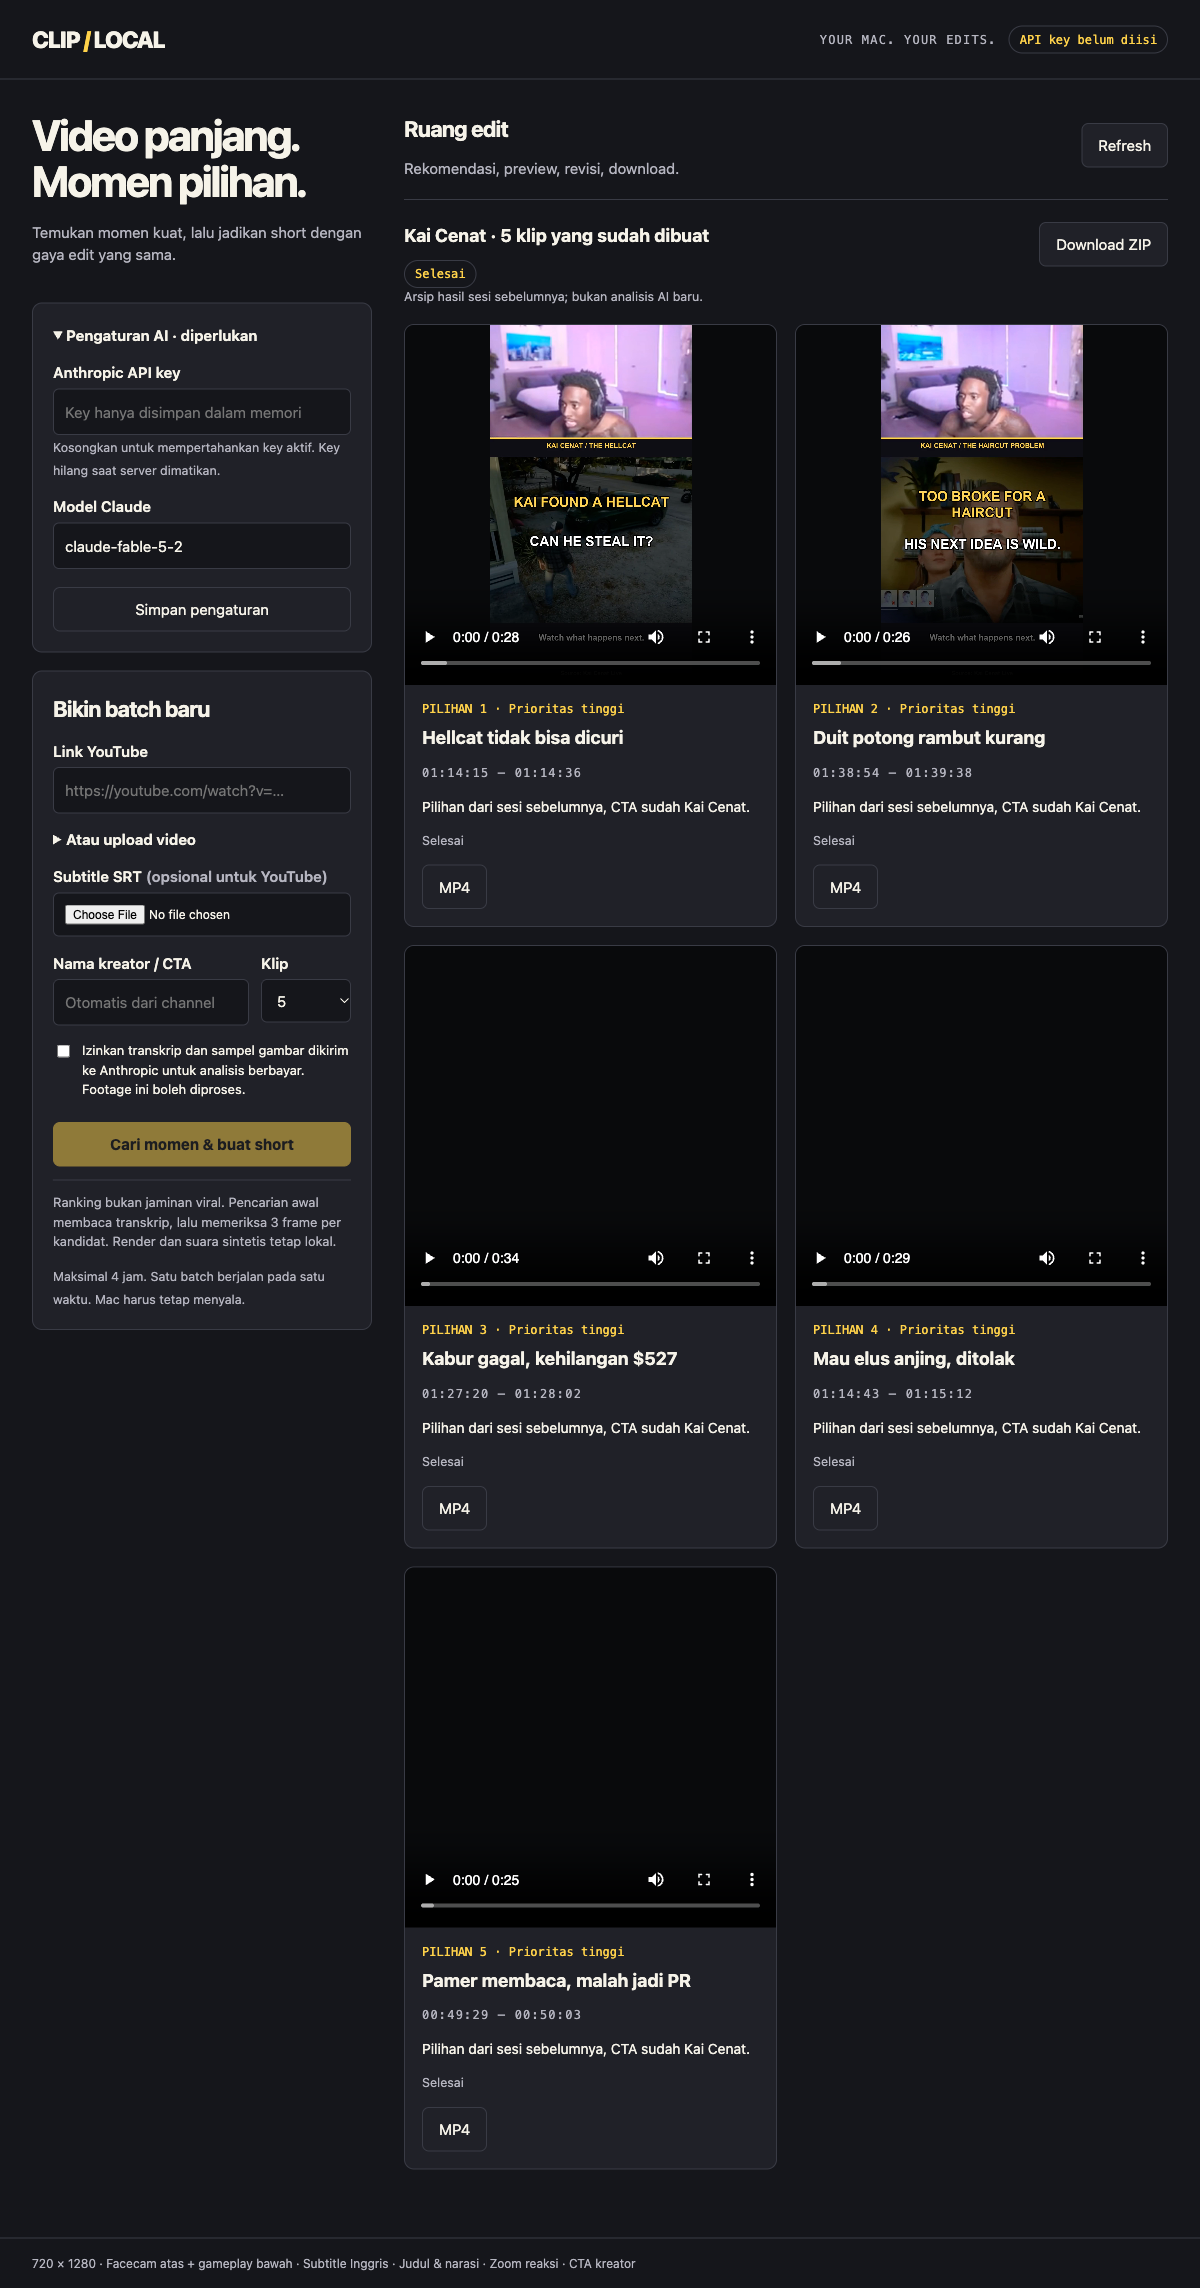 CLIP/LOCAL
YOUR MAC. YOUR EDITS.
API key belum diisi
Video panjang.
Momen pilihan.
Temukan momen kuat, lalu jadikan short dengan
gaya edit yang sama.
▼ Pengaturan AI · diperlukan
Anthropic API key
Key hanya disimpan dalam memori
Kosongkan untuk mempertahankan key aktif. Key
hilang saat server dimatikan.
Model Claude
claude-fable-5-2
Simpan pengaturan
Bikin batch baru
Link YouTube
https://youtube.com/watch?v=...
▶ Atau upload video
Subtitle SRT (opsional untuk YouTube)
Choose File No file chosen
Nama kreator / CTA
Klip
Otomatis dari channel
5
Izinkan transkrip dan sampel gambar dikirim
ke Anthropic untuk analisis berbayar.
Footage ini boleh diproses.
Cari momen & buat short
Ranking bukan jaminan viral. Pencarian awal
membaca transkrip, lalu memeriksa 3 frame per
kandidat. Render dan suara sintetis tetap lokal.
Maksimal 4 jam. Satu batch berjalan pada satu
waktu. Mac harus tetap menyala.
Ruang edit
Rekomendasi, preview, revisi, download.
Refresh
Kai Cenat · 5 klip yang sudah dibuat
Download ZIP
Selesai
Arsip hasil sesi sebelumnya; bukan analisis AI baru.
KAI CENAT / THE HELLCAT
KAI FOUND A HELLCAT
CAN HE STEAL IT?
0:00 / 0:28
Watch what happens next.
PILIHAN 1 · Prioritas tinggi
Hellcat tidak bisa dicuri
01:14:15 — 01:14:36
Pilihan dari sesi sebelumnya, CTA sudah Kai Cenat.
Selesai
MP4
KAI CENAT / THE HAIRCUT PROBLEM
TOO BROKE FOR A
HAIRCUT
HIS NEXT IDEA IS WILD.
0:00 / 0:26
Watch what happens next.
PILIHAN 2 · Prioritas tinggi
Duit potong rambut kurang
01:38:54 — 01:39:38
Pilihan dari sesi sebelumnya, CTA sudah Kai Cenat.
Selesai
MP4
0:00 / 0:34
PILIHAN 3 · Prioritas tinggi
Kabur gagal, kehilangan $527
01:27:20 — 01:28:02
Pilihan dari sesi sebelumnya, CTA sudah Kai Cenat.
Selesai
MP4
0:00 / 0:29
PILIHAN 4 · Prioritas tinggi
Mau elus anjing, ditolak
01:14:43 — 01:15:12
Pilihan dari sesi sebelumnya, CTA sudah Kai Cenat.
Selesai
MP4
0:00 / 0:25
PILIHAN 5 · Prioritas tinggi
Pamer membaca, malah jadi PR
00:49:29 — 00:50:03
Pilihan dari sesi sebelumnya, CTA sudah Kai Cenat.
Selesai
MP4
720 × 1280 · Facecam atas + gameplay bawah · Subtitle Inggris · Judul & narasi · Zoom reaksi · CTA kreator